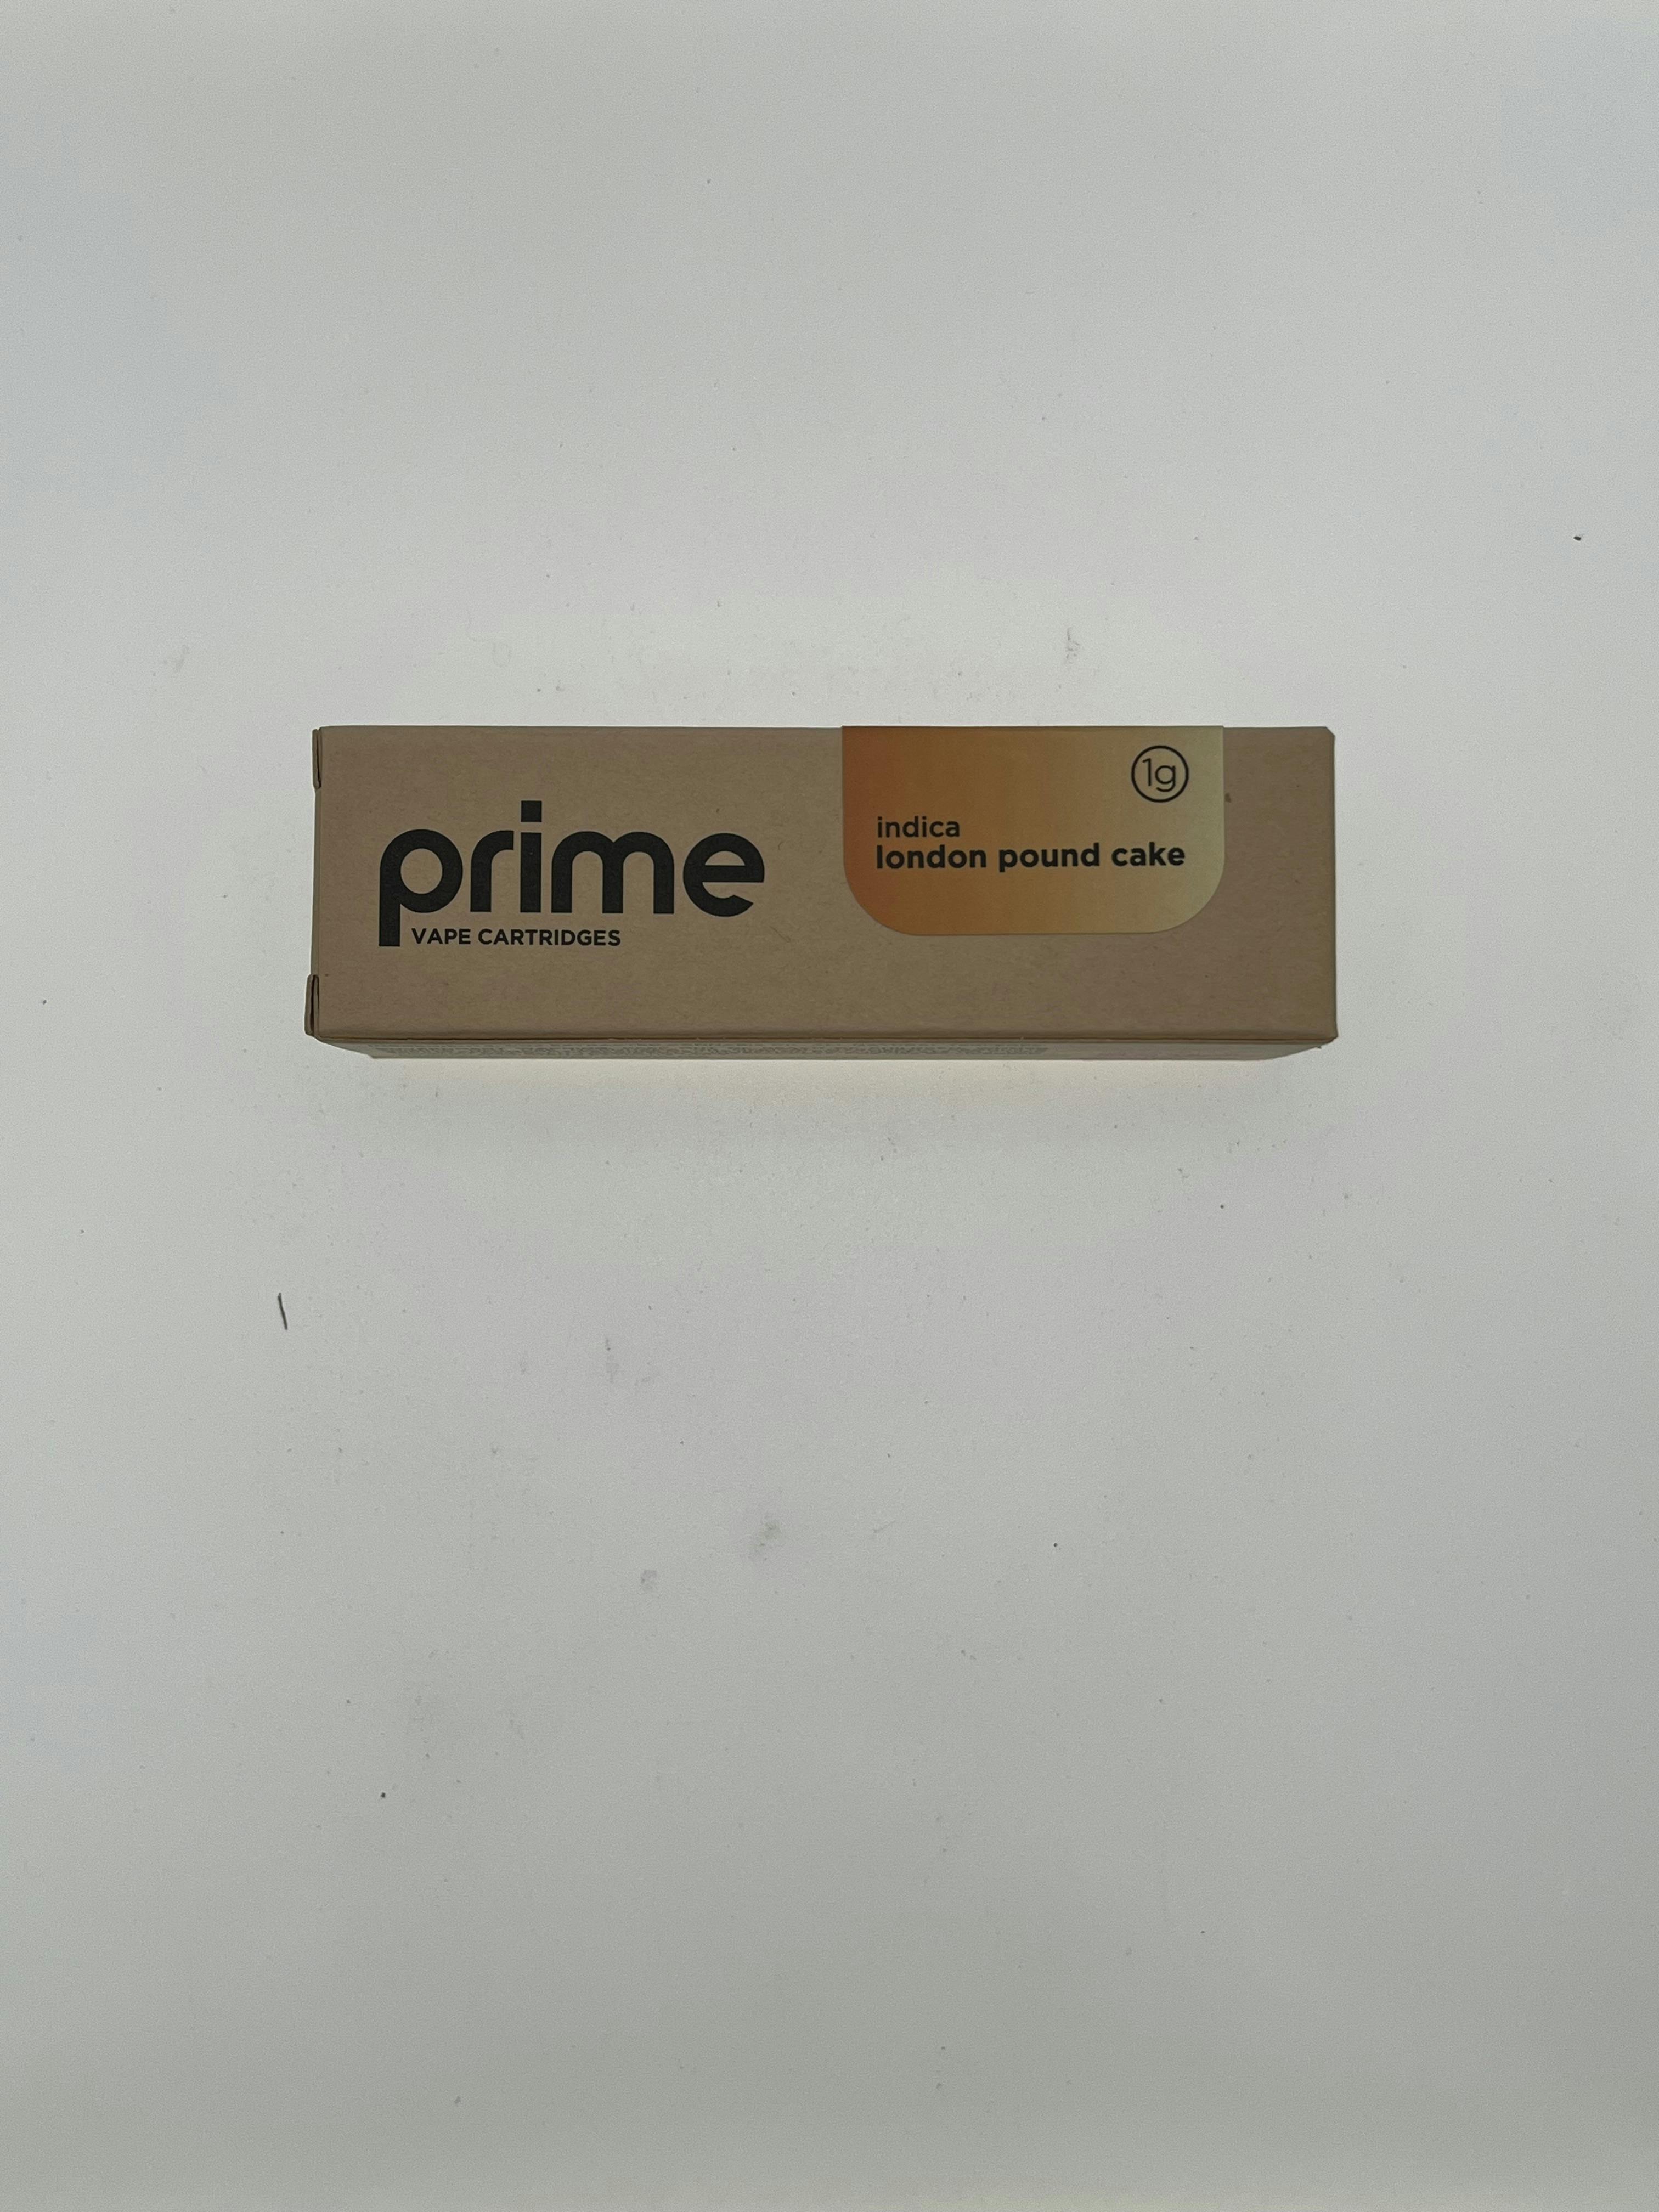 prime
VAPE CARTRIDGES
1g
indica
london pound cake